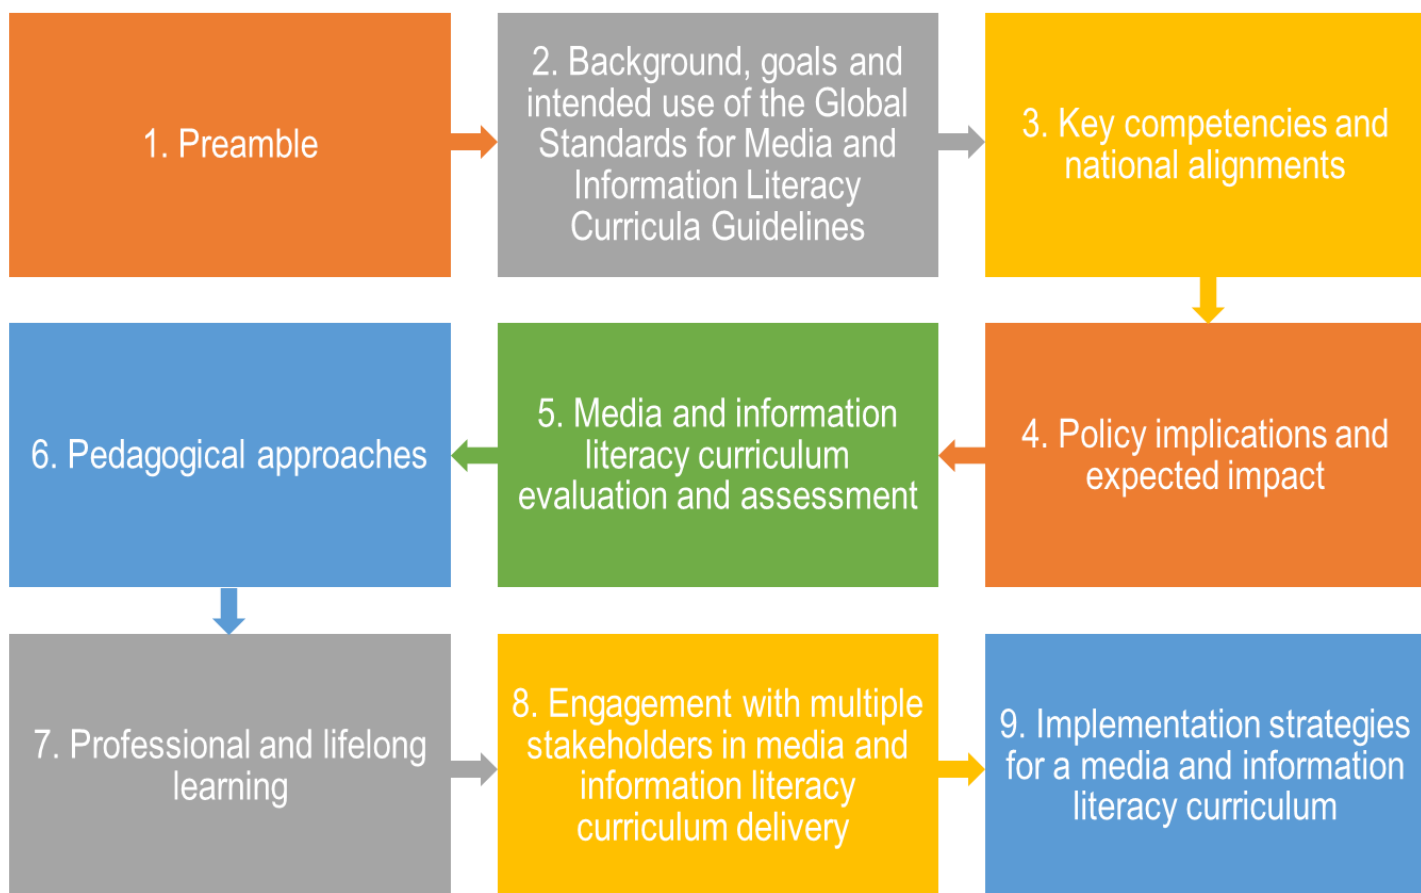 1. Preamble
2. Background, goals and
intended use of the Global
Standards for Media and
Information Literacy
Curricula Guidelines
3. Key competencies and
national alignments
4. Policy implications and
expected impact
5. Media and information
literacy curriculum
evaluation and assessment
6. Pedagogical approaches
7. Professional and lifelong
learning
8. Engagement with multiple
stakeholders in media and
information literacy
curriculum delivery
9. Implementation strategies
for a media and information
literacy curriculum